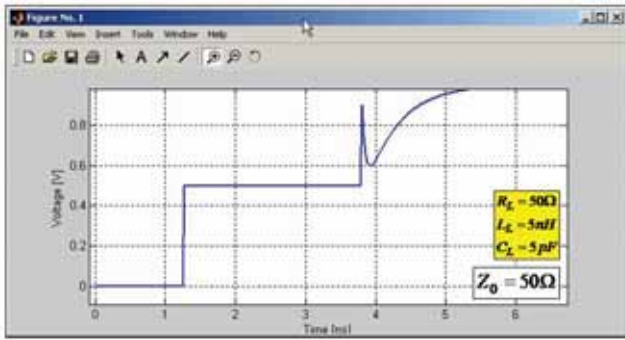 Figure No. 1
File Edit View Insert Tools Window Help
A
Voltage [V]
0.8
0.6
0.4
0.2
0
0 1 2 3 4 5 6
Time [ns]
R_L = 50Ω
L_L = 5nH
C_L = 5pF
Z_0 = 50Ω